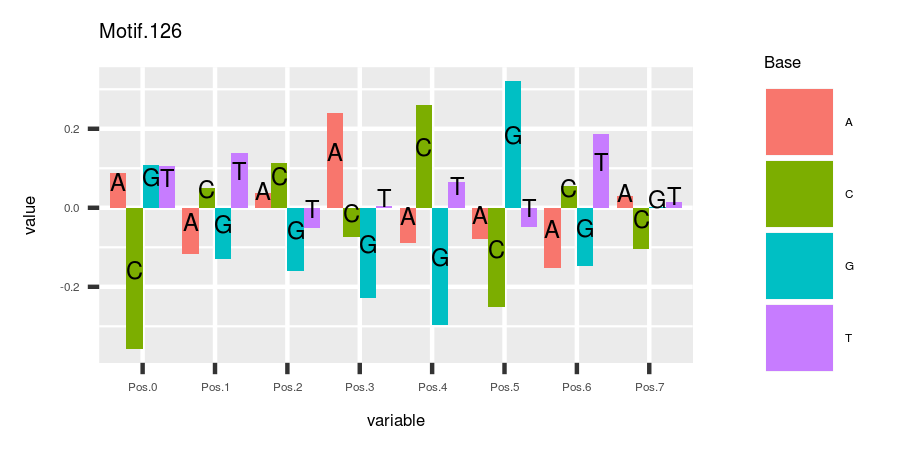 Motif.126
value
0.2
0.0
-0.2
A C G T A C G T A C G T A C G T A C G T A C G T A C G T A C G T
Pos.0 Pos.1 Pos.2 Pos.3 Pos.4 Pos.5 Pos.6 Pos.7
variable
Base
A
C
G
T